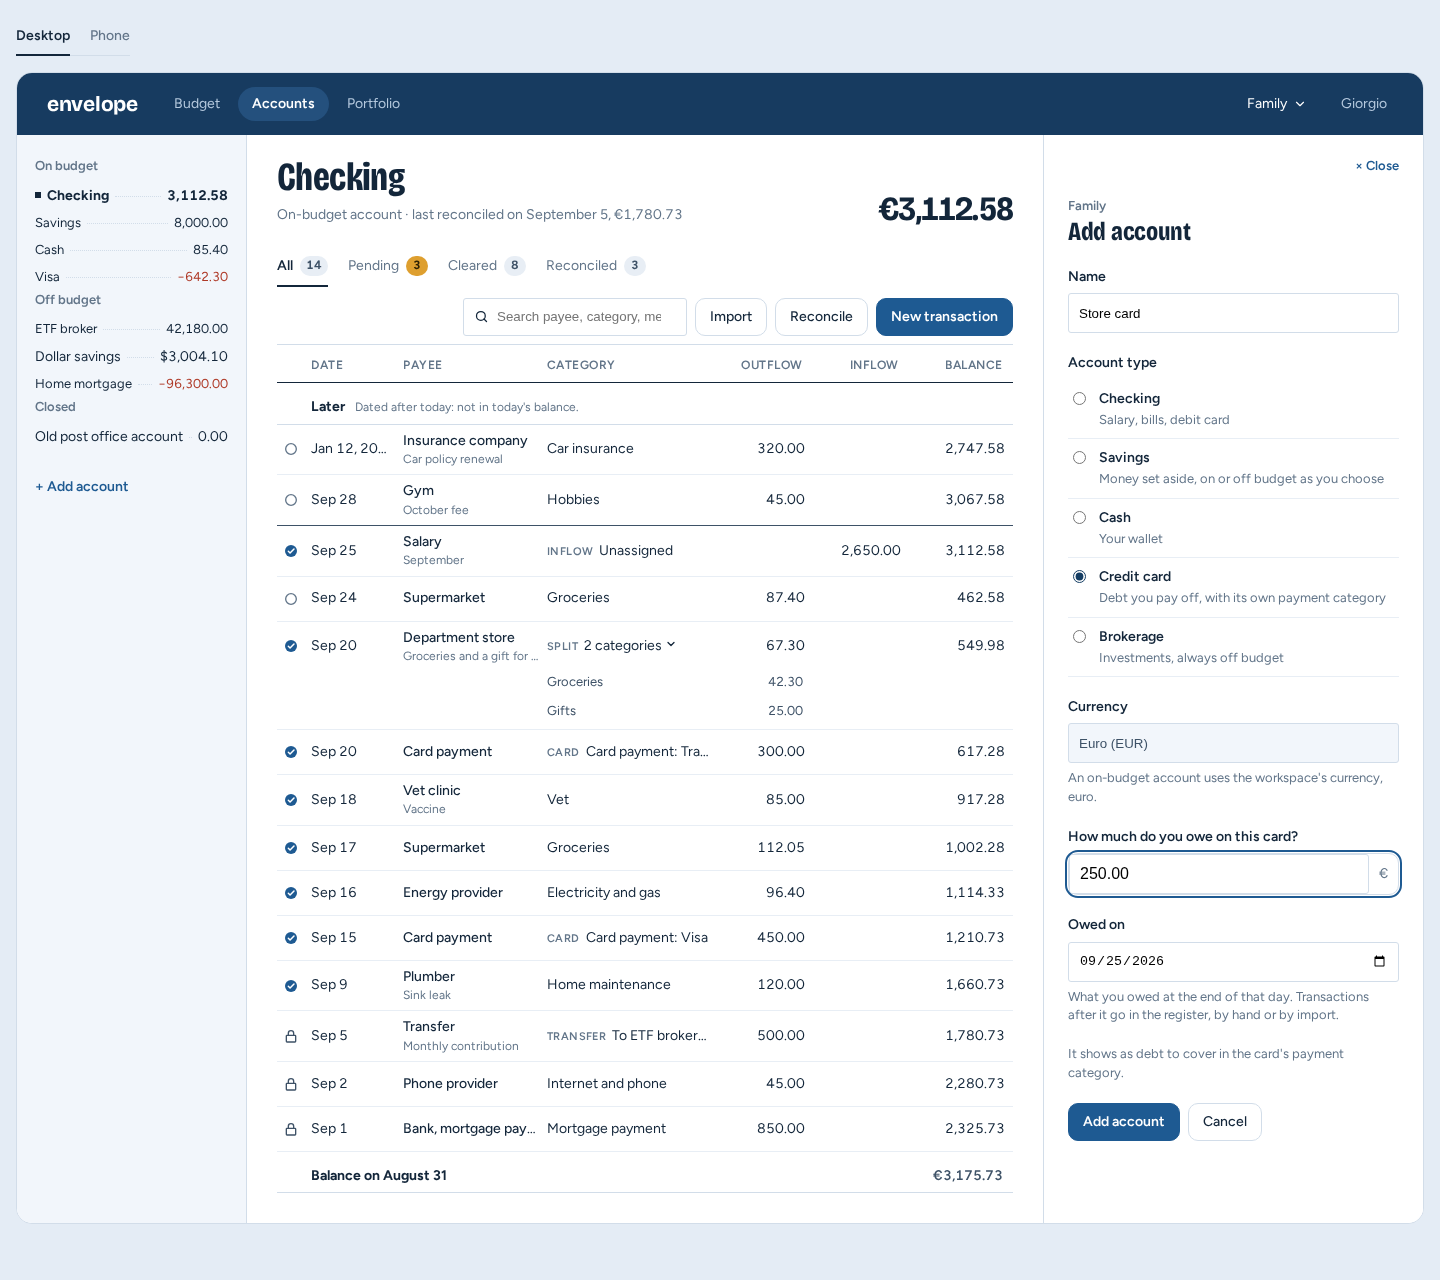 Desktop Phone
envelope Budget Accounts Portfolio Family Giorgio
On budget
Checking 3,112.58
Savings 8,000.00
Cash 85.40
Visa −642.30
Off budget
ETF broker 42,180.00
Dollar savings $3,004.10
Home mortgage −96,300.00
Closed
Old post office account 0.00
+ Add account
Checking
On-budget account · last reconciled on September 5, €1,780.73
€3,112.58
All 14 Pending 3 Cleared 8 Reconciled 3
Search payee, category, me Import Reconcile New transaction
DATE PAYEE CATEGORY OUTFLOW INFLOW BALANCE
Later Dated after today: not in today's balance.
Jan 12, 20… Insurance company Car insurance 320.00 2,747.58
Car policy renewal
Sep 28 Gym Hobbies 45.00 3,067.58
October fee
Sep 25 Salary INFLOW Unassigned 2,650.00 3,112.58
September
Sep 24 Supermarket Groceries 87.40 462.58
Sep 20 Department store SPLIT 2 categories 67.30 549.98
Groceries and a gift for …
Groceries 42.30
Gifts 25.00
Sep 20 Card payment CARD Card payment: Tra… 300.00 617.28
Sep 18 Vet clinic Vet 85.00 917.28
Vaccine
Sep 17 Supermarket Groceries 112.05 1,002.28
Sep 16 Energy provider Electricity and gas 96.40 1,114.33
Sep 15 Card payment CARD Card payment: Visa 450.00 1,210.73
Sep 9 Plumber Home maintenance 120.00 1,660.73
Sink leak
Sep 5 Transfer TRANSFER To ETF broker… 500.00 1,780.73
Monthly contribution
Sep 2 Phone provider Internet and phone 45.00 2,280.73
Sep 1 Bank, mortgage pay… Mortgage payment 850.00 2,325.73
Balance on August 31 €3,175.73
× Close
Family
Add account
Name
Store card
Account type
Checking
Salary, bills, debit card
Savings
Money set aside, on or off budget as you choose
Cash
Your wallet
Credit card
Debt you pay off, with its own payment category
Brokerage
Investments, always off budget
Currency
Euro (EUR)
An on-budget account uses the workspace's currency,
euro.
How much do you owe on this card?
250.00 €
Owed on
09/25/2026
What you owed at the end of that day. Transactions
after it go in the register, by hand or by import.
It shows as debt to cover in the card's payment
category.
Add account Cancel